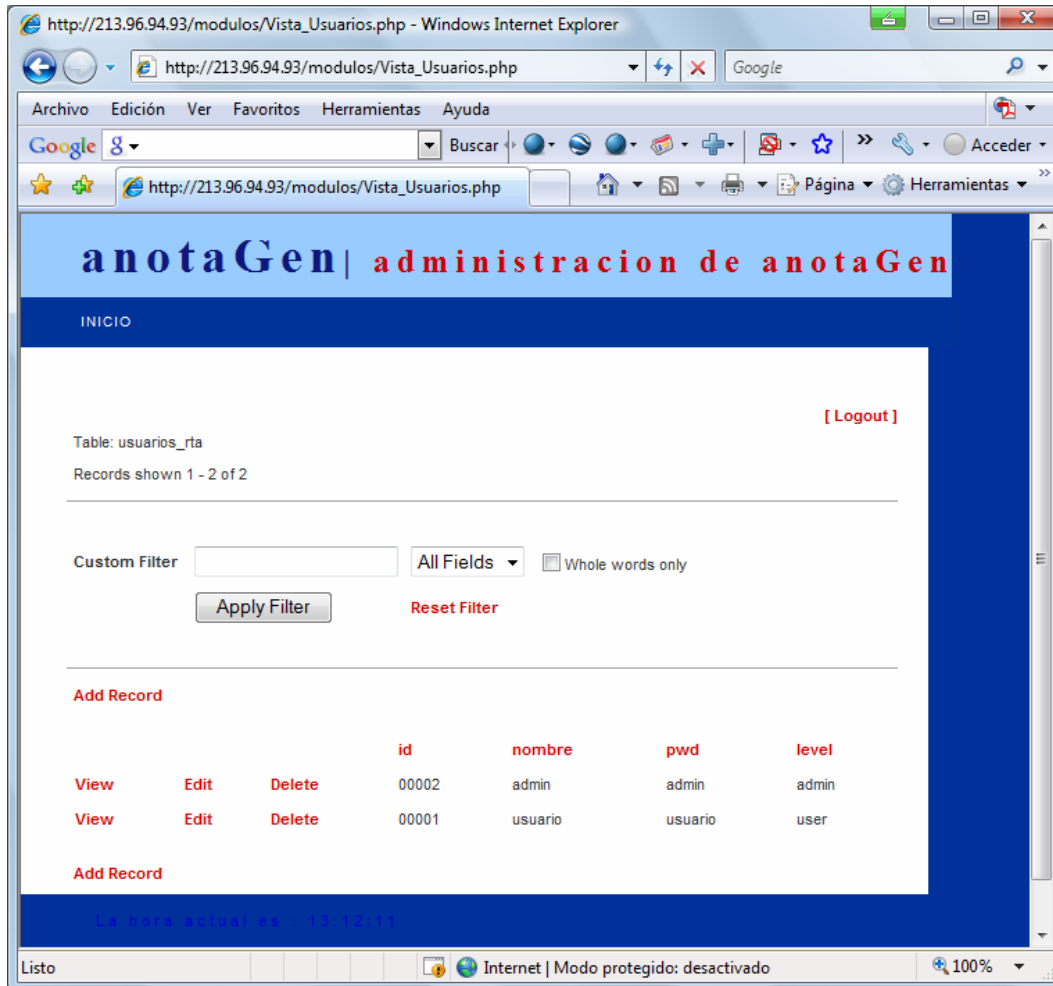 http://213.96.94.93/modulos/Vista_Usuarios.php - Windows Internet Explorer
http://213.96.94.93/modulos/Vista_Usuarios.php Google
Archivo Edición Ver Favoritos Herramientas Ayuda
Google g Buscar » Acceder
http://213.96.94.93/modulos/Vista_Usuarios.php Página Herramientas »
anotaGen| administracion de anotaGen
INICIO
[ Logout ]
Table: usuarios_rta
Records shown 1 - 2 of 2
Custom Filter All Fields Whole words only
Apply Filter Reset Filter
Add Record
id nombre pwd level
View Edit Delete 00002 admin admin admin
View Edit Delete 00001 usuario usuario user
Add Record
La hora actual es : 13:12:11
Listo Internet | Modo protegido: desactivado 100%